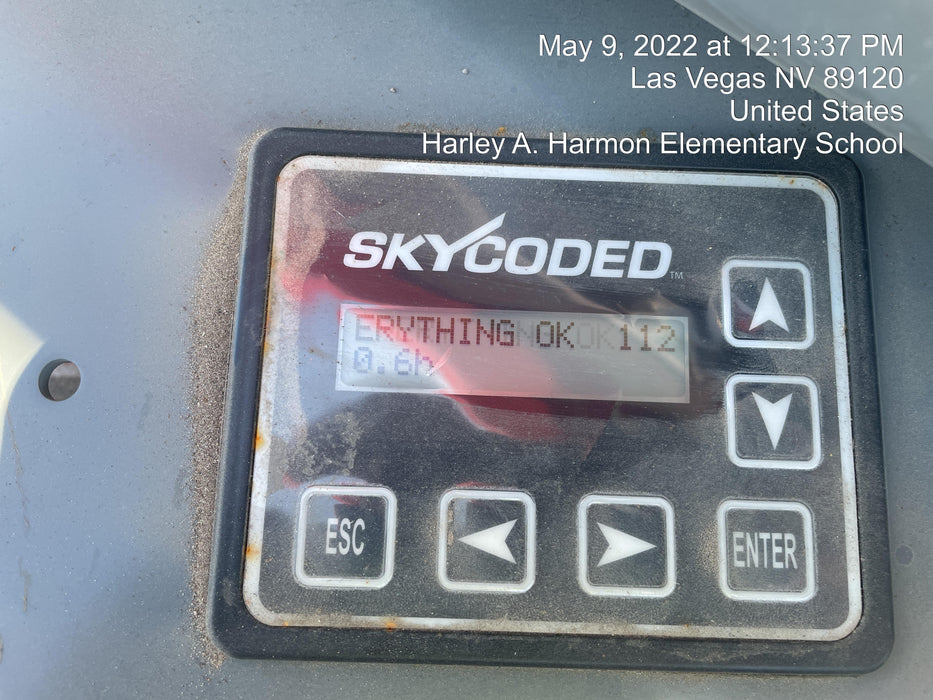 May 9, 2022 at 12:13:37 PM
Las Vegas NV 89120
United States
Harley A. Harmon Elementary School
SKYCODED™
ERYTHING OK 112
0.6h
ESC
ENTER